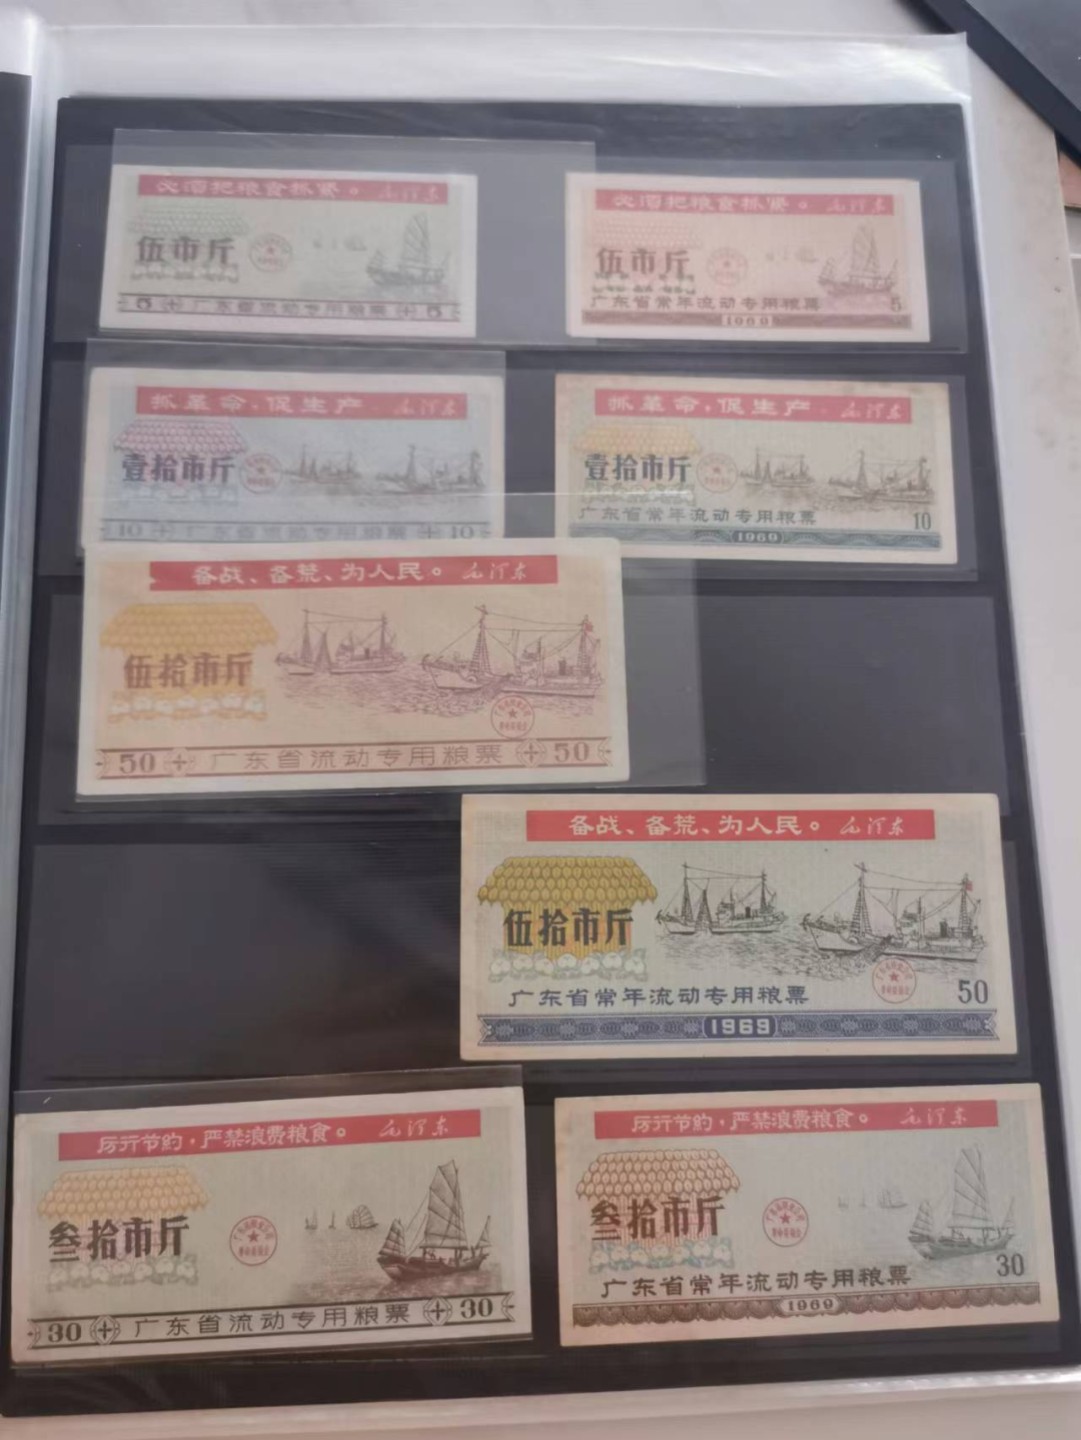 必须把粮食抓紧。 毛泽东
伍市斤
5 广东省流动专用粮票 5
必须把粮食抓紧。 毛泽东
伍市斤
广东省常年流动专用粮票 5
1969
抓革命,促生产。 毛泽东
壹拾市斤
10 广东省流动专用粮票 10
抓革命,促生产。 毛泽东
壹拾市斤
广东省常年流动专用粮票 10
1969
备战、备荒、为人民。 毛泽东
伍拾市斤
50 广东省流动专用粮票 50
备战、备荒、为人民。 毛泽东
伍拾市斤
广东省常年流动专用粮票 50
1969
厉行节约,严禁浪费粮食。 毛泽东
叁拾市斤
30 广东省流动专用粮票 30
厉行节约,严禁浪费粮食。 毛泽东
叁拾市斤
广东省常年流动专用粮票 30
1969